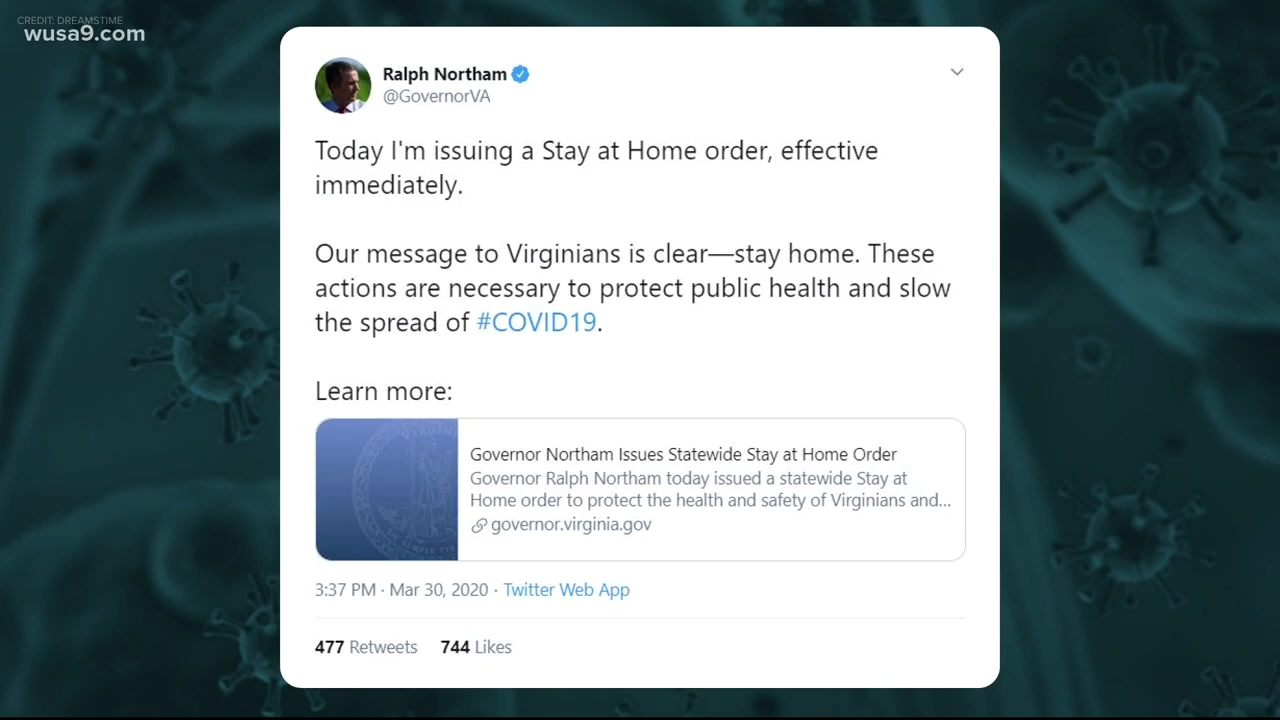 CREDIT: DREAMSTIME
wusa9.com
Ralph Northam
@GovernorVA
Today I'm issuing a Stay at Home order, effective
immediately.
Our message to Virginians is clear—stay home. These
actions are necessary to protect public health and slow
the spread of #COVID19.
Learn more:
Governor Northam Issues Statewide Stay at Home Order
Governor Ralph Northam today issued a statewide Stay at
Home order to protect the health and safety of Virginians and...
governor.virginia.gov
3:37 PM · Mar 30, 2020 · Twitter Web App
477 Retweets 744 Likes